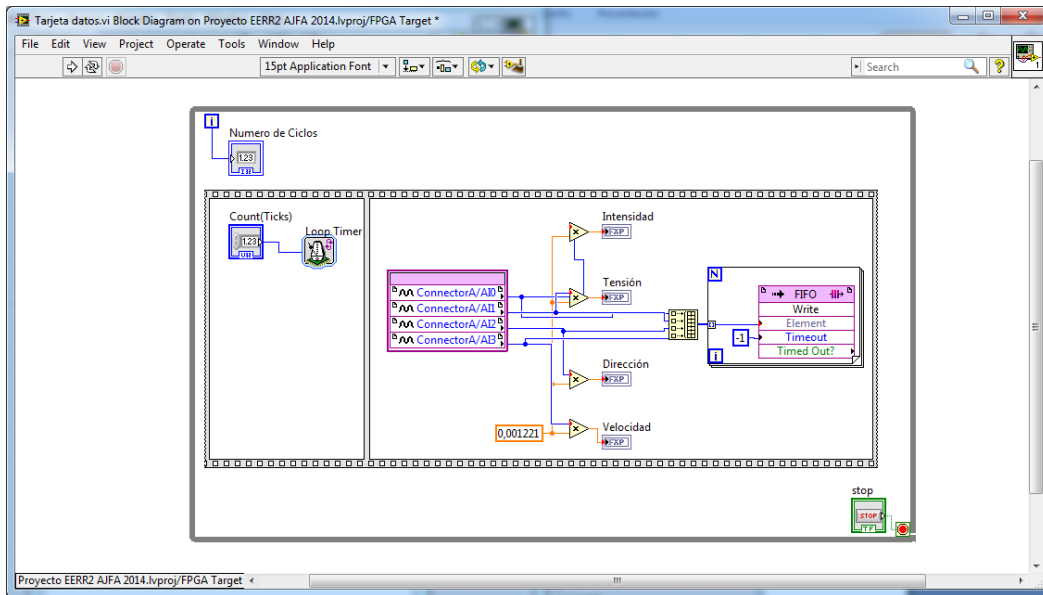 Tarjeta datos.vi Block Diagram on Proyecto EERR2 AJFA 2014.lvproj/FPGA Target *
File Edit View Project Operate Tools Window Help
15pt Application Font
Search
?
1
i
Numero de Ciclos
1.23
Count(Ticks)
Loop Timer
1.23
Intensidad
FXP
Tensión
FXP
ConnectorA/AI0
ConnectorA/AI1
ConnectorA/AI2
ConnectorA/AI3
N
FIFO
Write
Element
-1
Timeout
i
Timed Out?
Dirección
FXP
0,001221
Velocidad
FXP
stop
STOP
TF
Proyecto EERR2 AJFA 2014.lvproj/FPGA Target